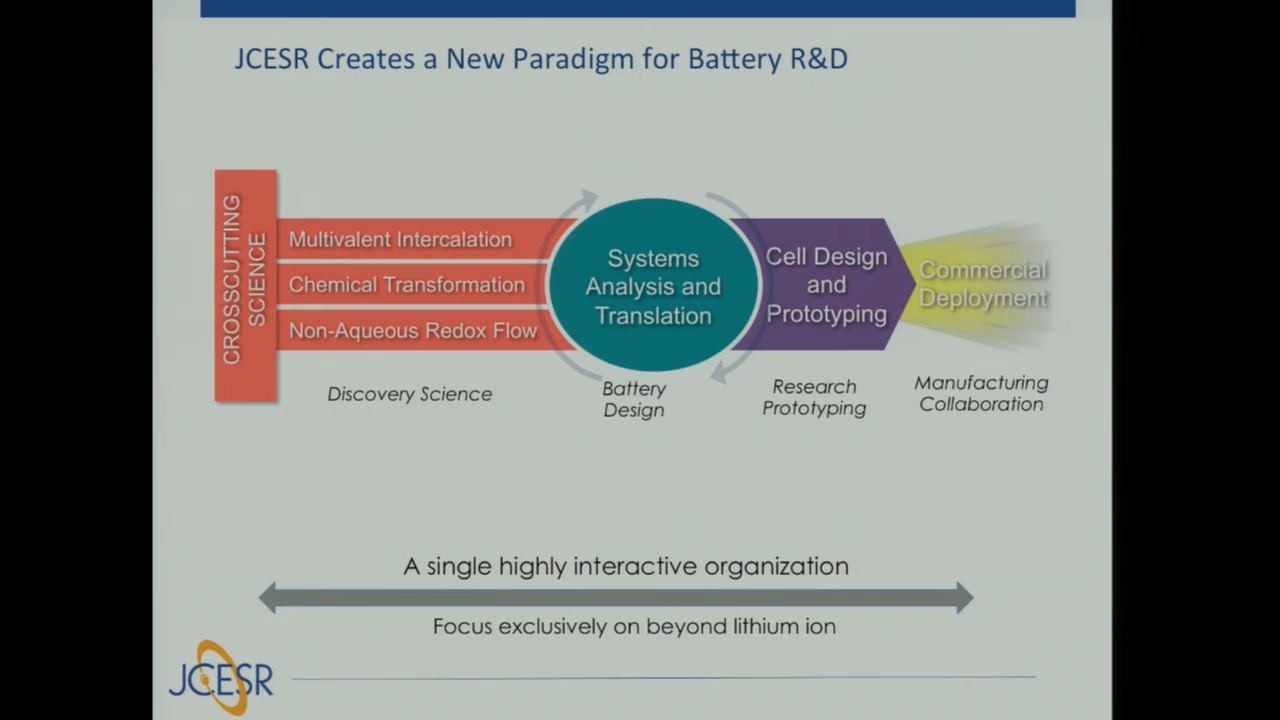 JCESR Creates a New Paradigm for Battery R&D
CROSSCUTTING
SCIENCE
Multivalent Intercalation
Chemical Transformation
Non-Aqueous Redox Flow
Systems
Analysis and
Translation
Cell Design
and
Prototyping
Commercial
Deployment
Discovery Science
Battery
Design
Research
Prototyping
Manufacturing
Collaboration
A single highly interactive organization
Focus exclusively on beyond lithium ion
JCESR